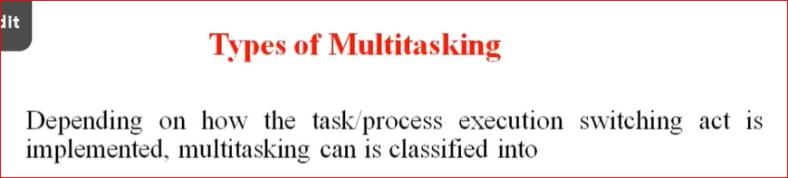 dit
Types of Multitasking
Depending on how the task/process execution switching act is
implemented, multitasking can is classified into